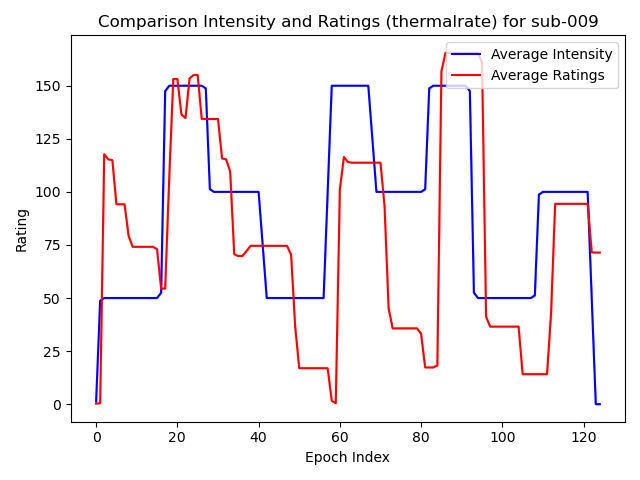 Comparison Intensity and Ratings (thermalrate) for sub-009
Average Intensity
Average Ratings
Rating
150
125
100
75
50
25
0
0 20 40 60 80 100 120
Epoch Index